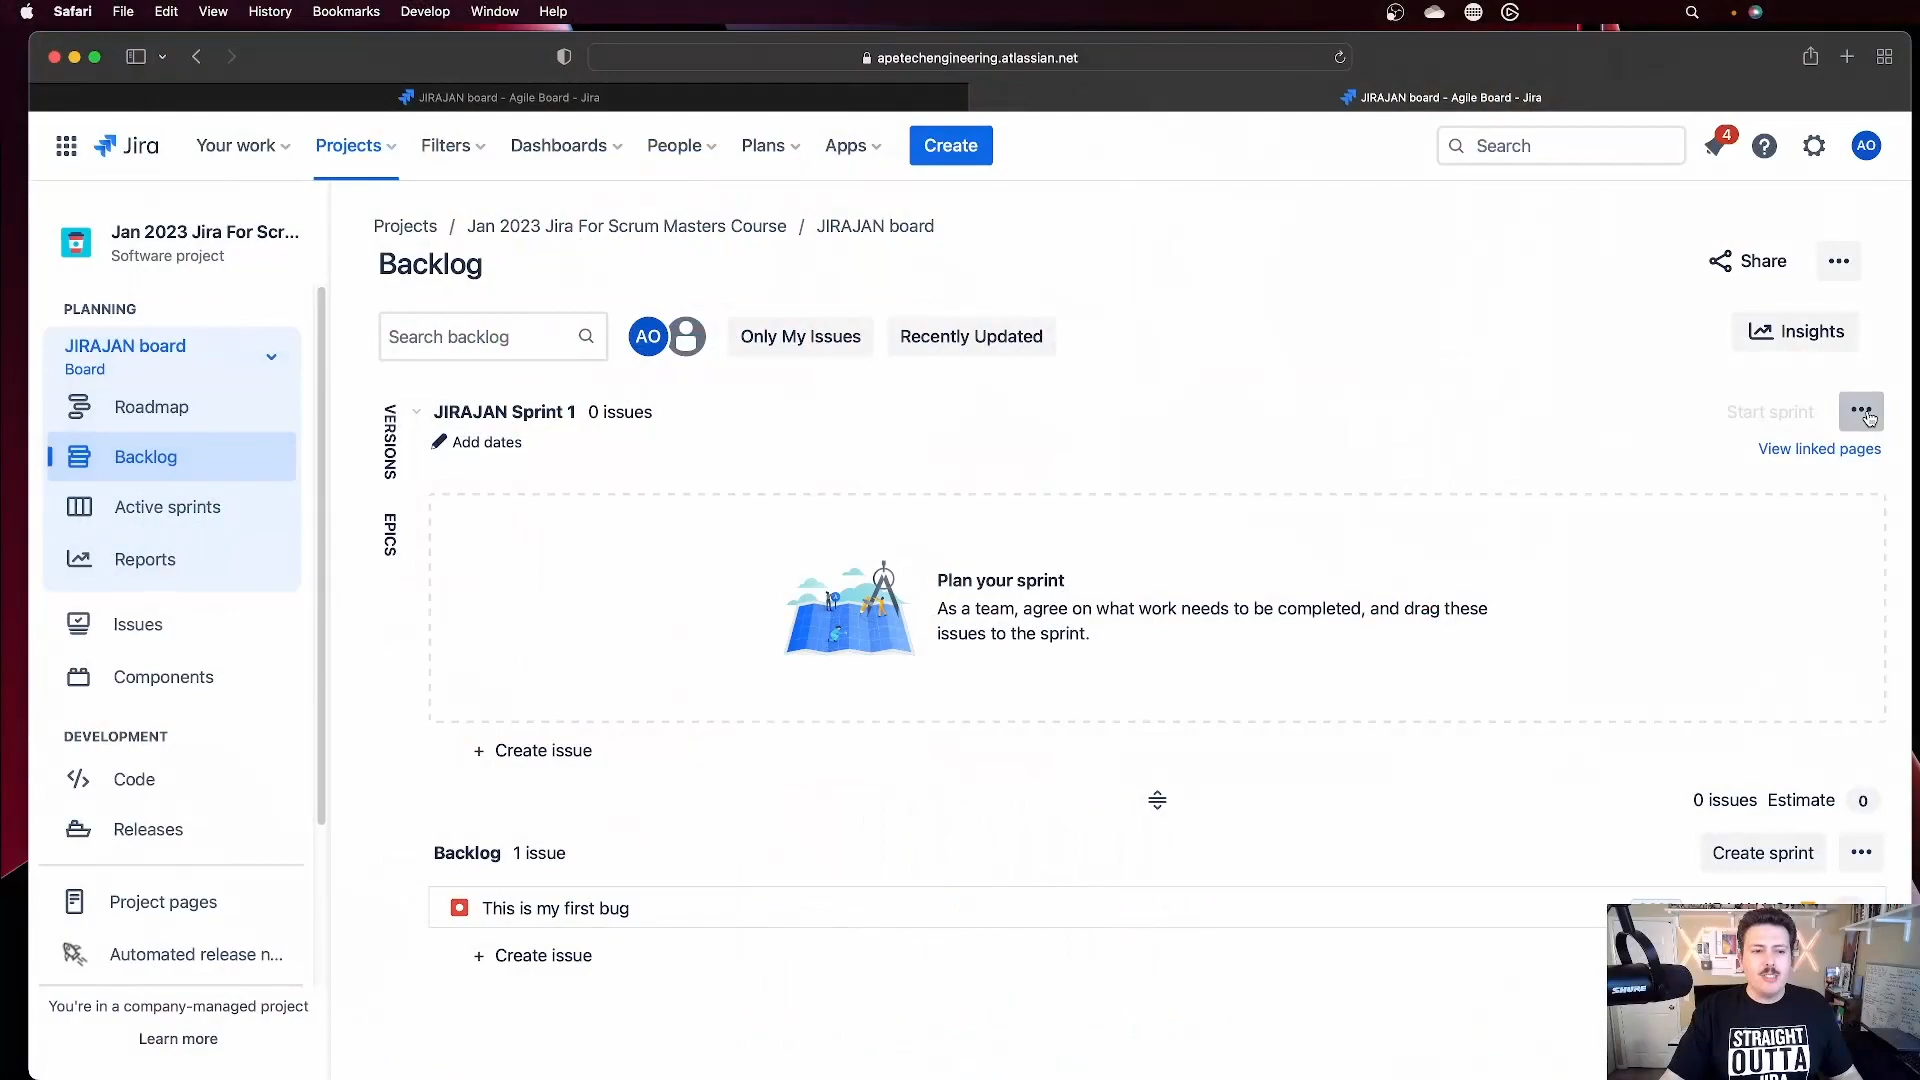 Safari File Edit View History Bookmarks Develop Window Help
apetechengineering.atlassian.net
JIRAJAN board - Agile Board - Jira
JIRAJAN board - Agile Board - Jira
Jira
Your work
Projects
Filters
Dashboards
People
Plans
Apps
Create
Search
4
AO
Jan 2023 Jira For Scr...
Software project
PLANNING
JIRAJAN board
Board
Roadmap
Backlog
Active sprints
Reports
Issues
Components
DEVELOPMENT
Code
Releases
Project pages
Automated release n...
You're in a company-managed project
Learn more
Projects / Jan 2023 Jira For Scrum Masters Course / JIRAJAN board
Backlog
Share
Search backlog
AO
Only My Issues
Recently Updated
Insights
VERSIONS
EPICS
JIRAJAN Sprint 1 0 issues
Add dates
Start sprint
View linked pages
Plan your sprint
As a team, agree on what work needs to be completed, and drag these
issues to the sprint.
+ Create issue
0 issues Estimate 0
Backlog 1 issue
Create sprint
This is my first bug
+ Create issue
SHURE
STRAIGHT
OUTTA